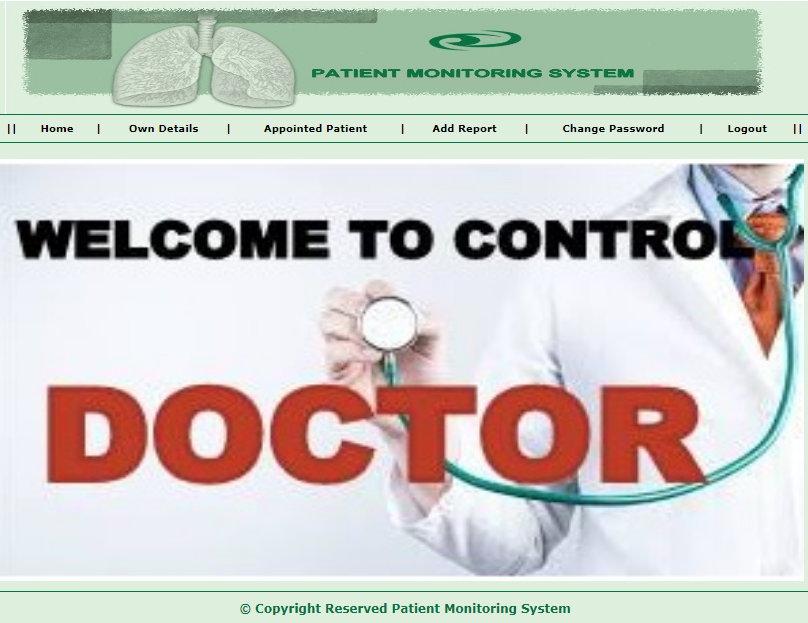 PATIENT MONITORING SYSTEM
|| Home | Own Details | Appointed Patient | Add Report | Change Password | Logout ||
WELCOME TO CONTROL
DOCTOR
© Copyright Reserved Patient Monitoring System